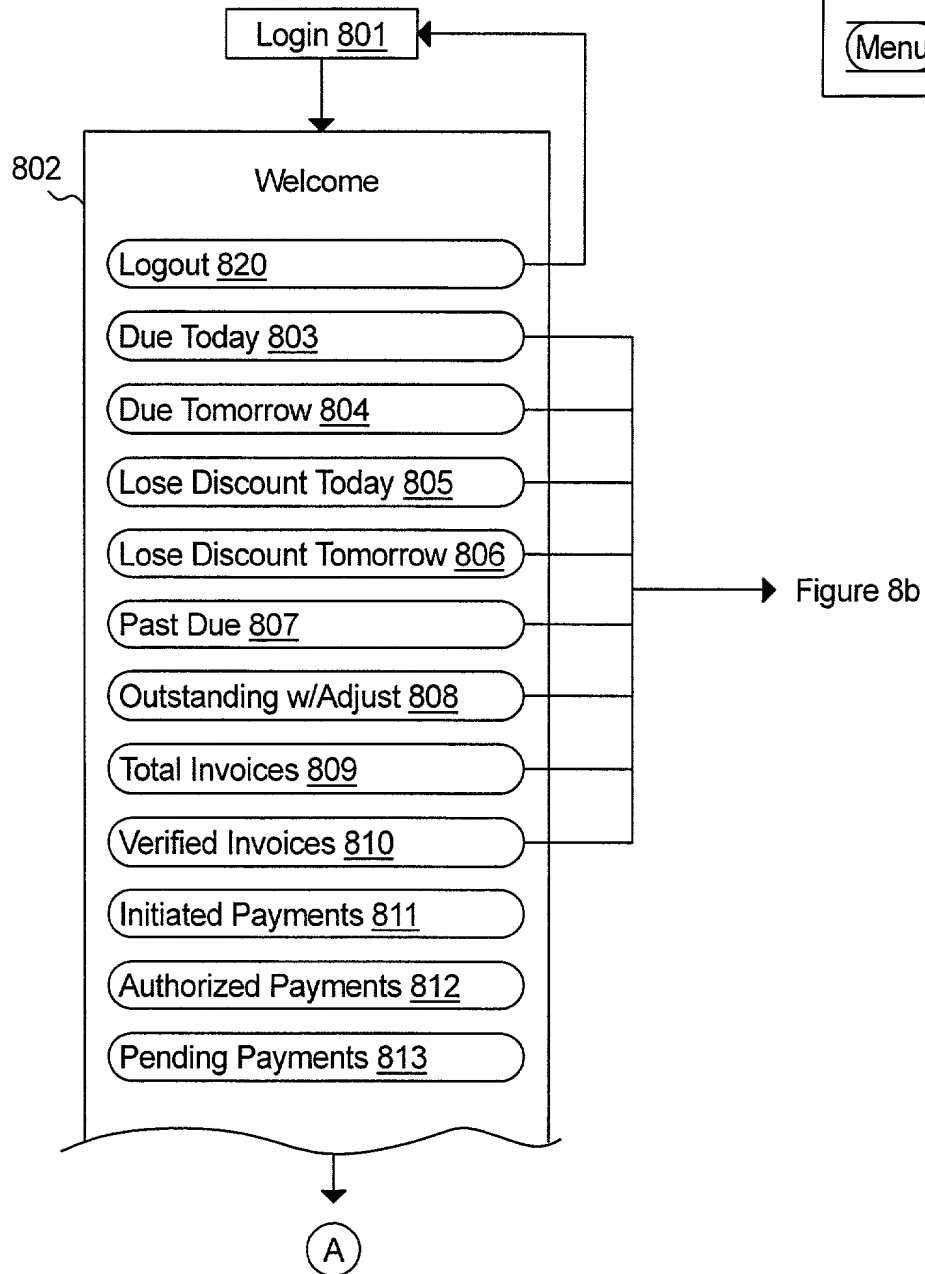 Login 801
Menu
802
Welcome
Logout 820
Due Today 803
Due Tomorrow 804
Lose Discount Today 805
Lose Discount Tomorrow 806
Figure 8b
Past Due 807
Outstanding w/Adjust 808
Total Invoices 809
Verified Invoices 810
Initiated Payments 811
Authorized Payments 812
Pending Payments 813
A